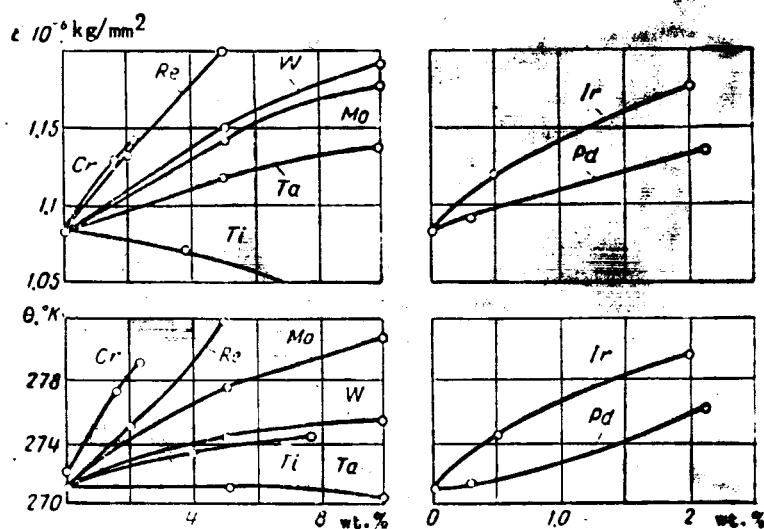 ε 10⁻⁶ kg/mm²
Re
W
Ir
1,15
Mo
Cr
Pd
1,1
Ta
Ti
1,05
θ,°K
Mo
Cr
Re
Ir
278
W
Pd
274
Ti
Ta
270
0 4 8 wt. % 0 1,0 2 wt. %